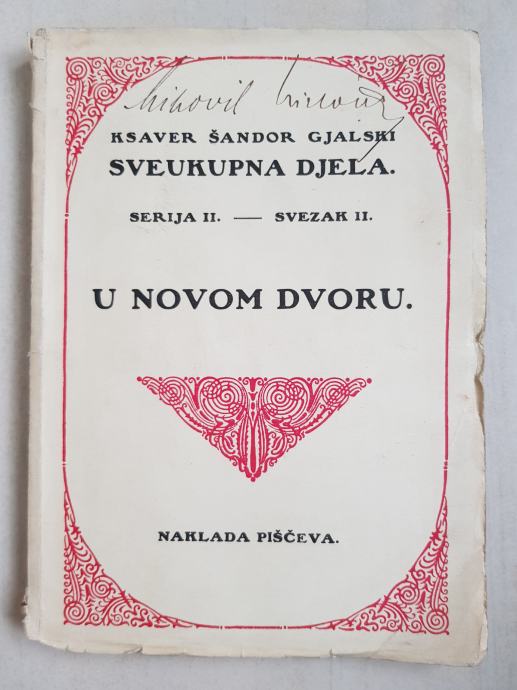 Mihovil
KSAVER ŠANDOR GJALSKI
SVEUKUPNA DJELA.
SERIJA II. — SVEZAK II.
U NOVOM DVORU.
NAKLADA PIŠČEVA.